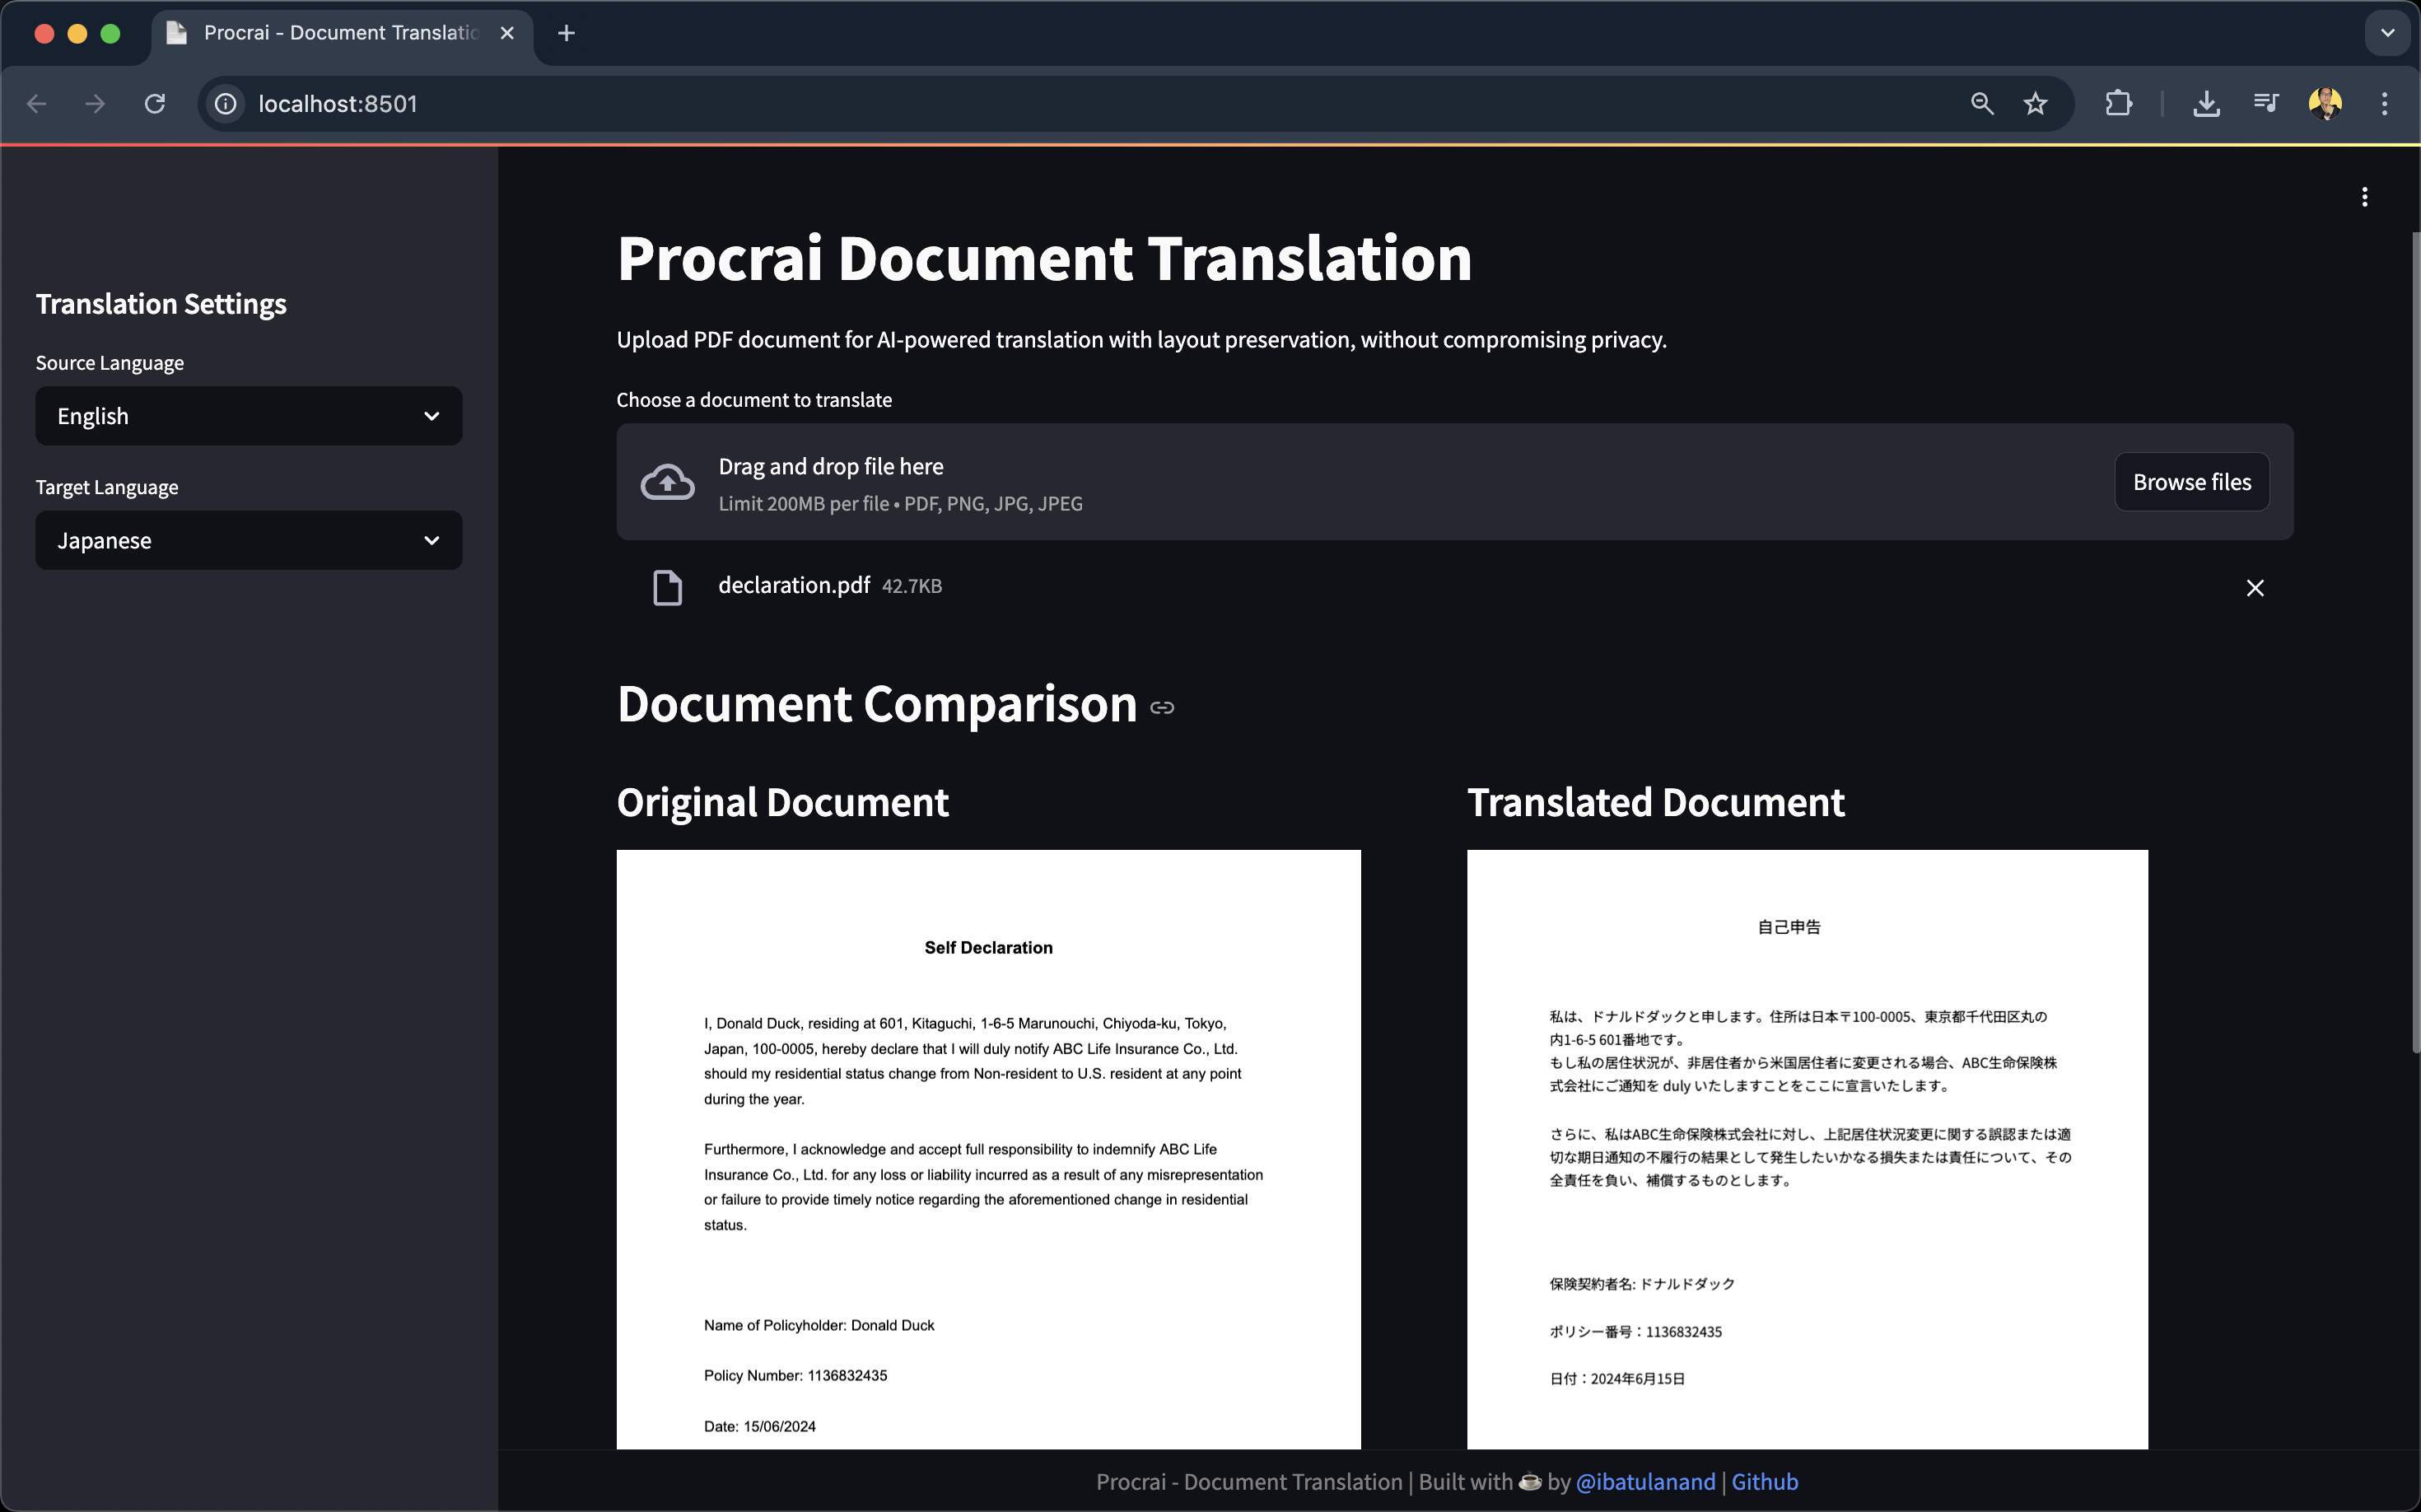 Procrai - Document Translatio
localhost:8501
Translation Settings
Source Language
English
Target Language
Japanese
Procrai Document Translation
Upload PDF document for AI-powered translation with layout preservation, without compromising privacy.
Choose a document to translate
Drag and drop file here
Limit 200MB per file • PDF, PNG, JPG, JPEG
Browse files
declaration.pdf 42.7KB
Document Comparison
Original Document
Self Declaration
I, Donald Duck, residing at 601, Kitaguchi, 1-6-5 Marunouchi, Chiyoda-ku, Tokyo,
Japan, 100-0005, hereby declare that I will duly notify ABC Life Insurance Co., Ltd.
should my residential status change from Non-resident to U.S. resident at any point
during the year.
Furthermore, I acknowledge and accept full responsibility to indemnify ABC Life
Insurance Co., Ltd. for any loss or liability incurred as a result of any misrepresentation
or failure to provide timely notice regarding the aforementioned change in residential
status.
Name of Policyholder: Donald Duck
Policy Number: 1136832435
Date: 15/06/2024
Translated Document
自己申告
私は、ドナルドダックと申します。住所は日本〒100-0005、東京都千代田区丸の
内1-6-5 601番地です。
もし私の居住状況が、非居住者から米国居住者に変更される場合、ABC生命保険株
式会社にご通知を duly いたしますことをここに宣言いたします。
さらに、私はABC生命保険株式会社に対し、上記居住状況変更に関する誤認または適
切な期日通知の不履行の結果として発生したいかなる損失または責任について、その
全責任を負い、補償するものとします。
保険契約者名: ドナルドダック
ポリシー番号：1136832435
日付：2024年6月15日
Procrai - Document Translation | Built with ☕ by @ibatulanand | Github